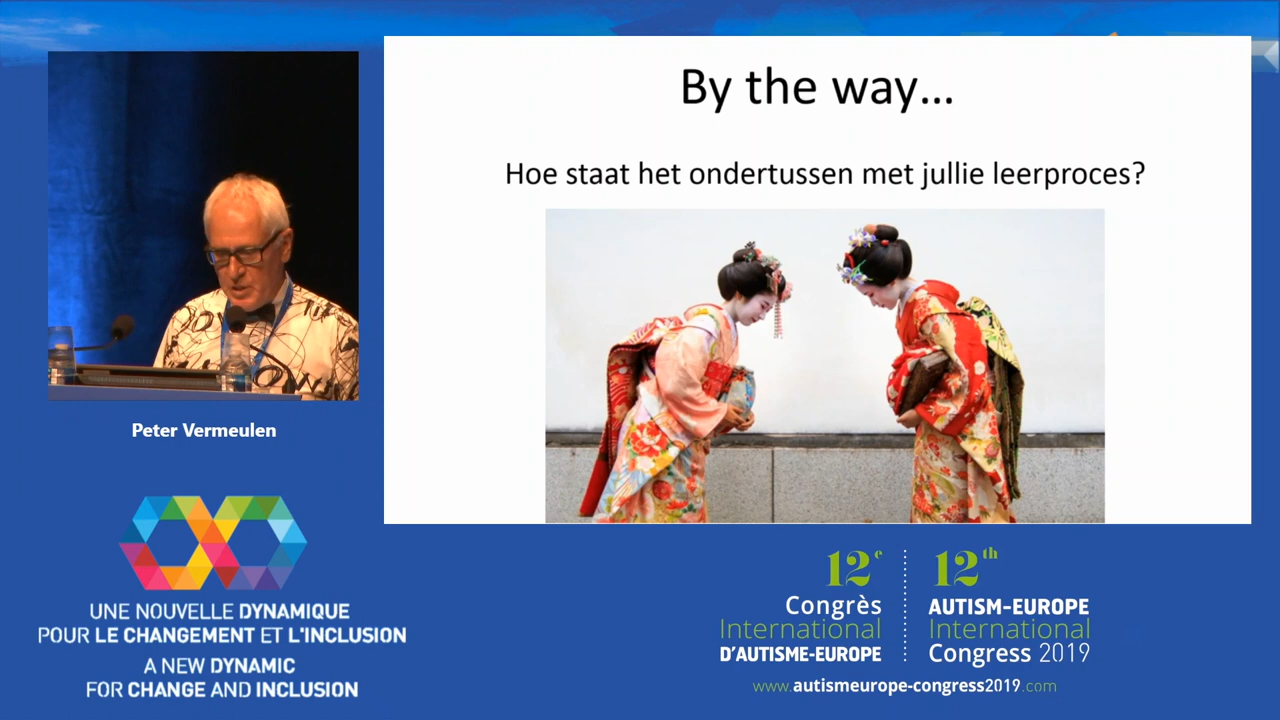 By the way...
Hoe staat het ondertussen met jullie leerproces?
Peter Vermeulen
UNE NOUVELLE DYNAMIQUE
POUR LE CHANGEMENT ET L'INCLUSION
A NEW DYNAMIC
FOR CHANGE AND INCLUSION
12e
Congrès
International
D'AUTISME-EUROPE
12th
AUTISM-EUROPE
International
Congress 2019
www.autismeurope-congress2019.com